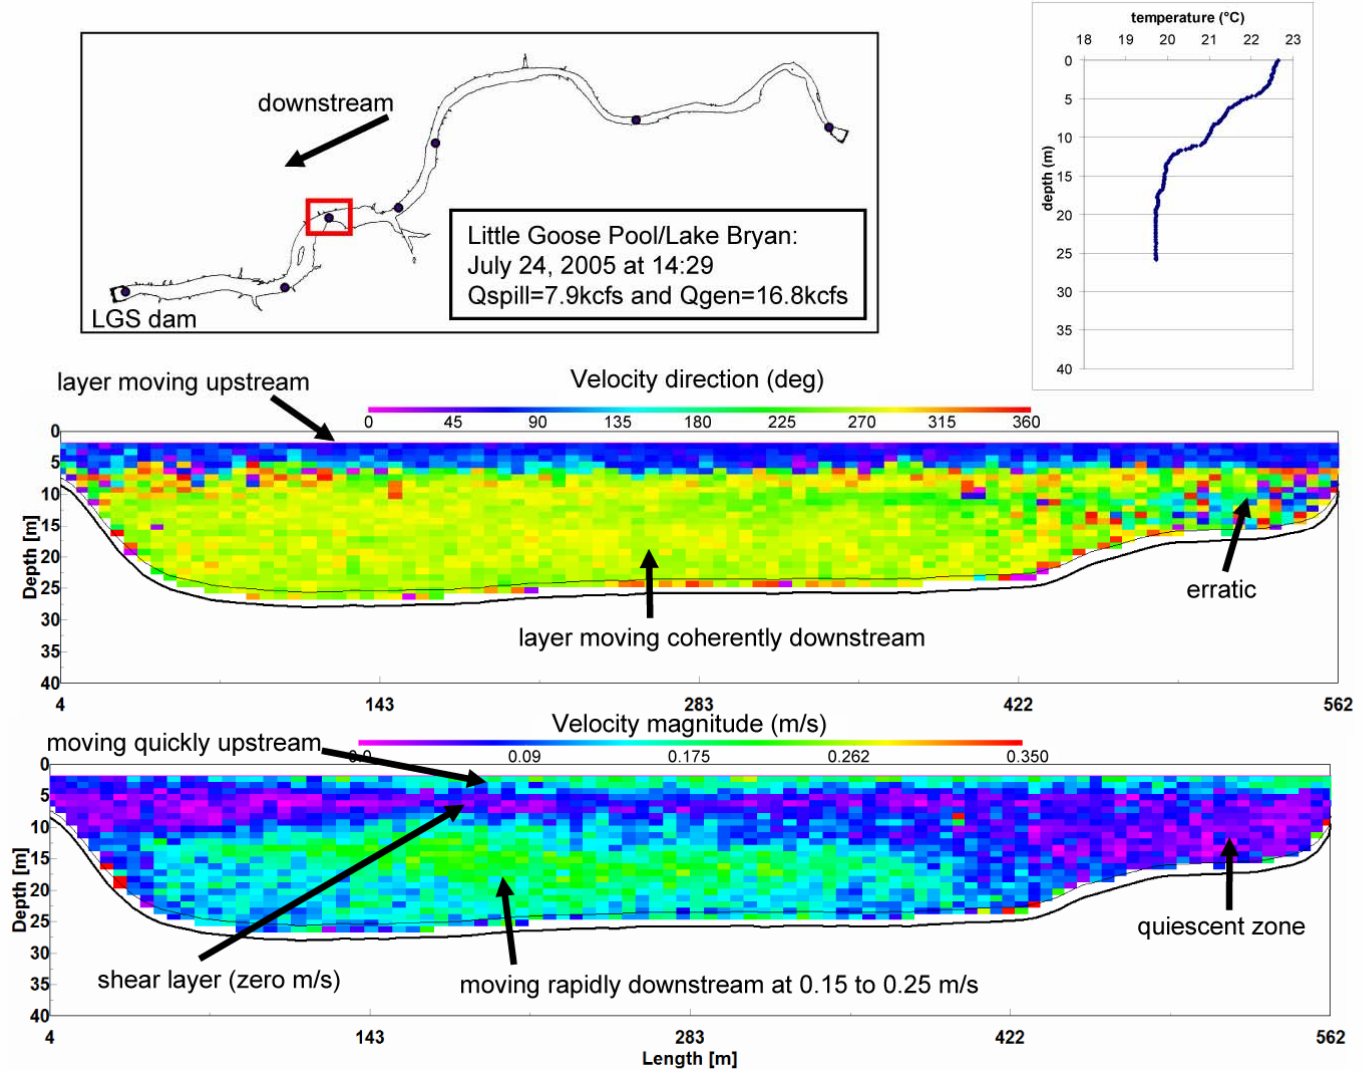 temperature (°C)
18 19 20 21 22 23
0
5
10
15
20
25
30
35
40
depth (m)
downstream
Little Goose Pool/Lake Bryan:
July 24, 2005 at 14:29
Qspill=7.9kcfs and Qgen=16.8kcfs
LGS dam
layer moving upstream
Velocity direction (deg)
0 45 90 135 180 225 270 315 360
0
5
10
15
20
25
30
35
40
Depth [m]
erratic
layer moving coherently downstream
4 143 283 422 562
Velocity magnitude (m/s)
moving quickly upstream
0.0 0.09 0.175 0.262 0.350
0
5
10
15
20
25
30
35
40
Depth [m]
quiescent zone
shear layer (zero m/s)
moving rapidly downstream at 0.15 to 0.25 m/s
4 143 283 422 562
Length [m]